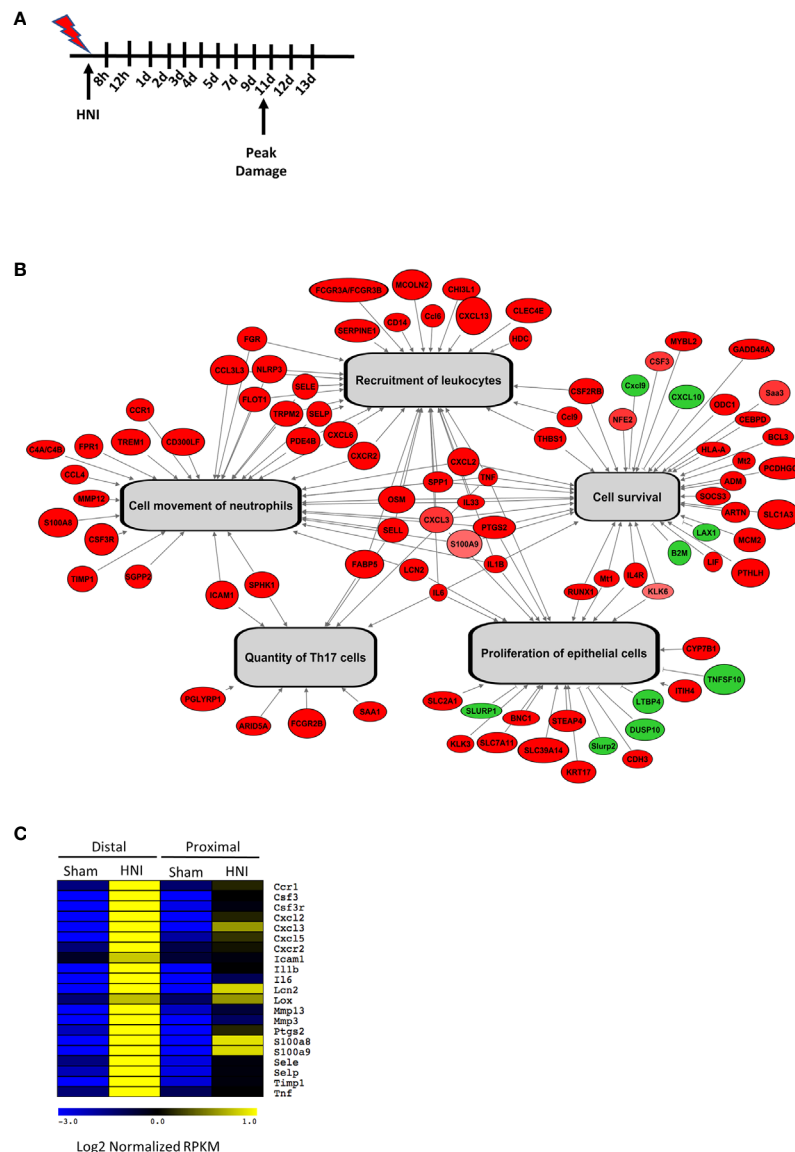 A
8h 12h 1d 2d 3d 4d 5d 7d 9d 11d 12d 13d
HNI
Peak
Damage
B
FCGR3A/FCGR3B
MCOLN2
CHI3L1
SERPINE1
CD14
Ccl6
CXCL13
CLEC4E
HDC
FGR
CCL3L3
NLRP3
FLOT1
SELE
TRPM2
SELP
PDE4B
CXCL6
CXCR2
Recruitment of leukocytes
CSF2RB
Ccl9
THBS1
MYBL2
CSF3
Cxcl9
GADD45A
CXCL10
Saa3
NFE2
ODC1
CEBPD
BCL3
HLA-A
Mt2
PCDHGC
ADM
SOCS3
ARTN
SLC1A3
LAX1
MCM2
B2M
LIF
PTHLH
Cell survival
CCR1
C4A/C4B
FPR1
TREM1
CD300LF
CCL4
MMP12
S100A8
CSF3R
TIMP1
SGPP2
Cell movement of neutrophils
CXCL2
SPP1
TNF
OSM
IL33
CXCL3
PTGS2
SELL
S100A9
FABP5
LCN2
IL1B
IL6
ICAM1
SPHK1
RUNX1
Mt1
IL4R
KLK6
Quantity of Th17 cells
PGLYRP1
ARID5A
FCGR2B
SAA1
Proliferation of epithelial cells
CYP7B1
TNFSF10
ITIH4
LTBP4
DUSP10
SLC2A1
SLURP1
BNC1
STEAP4
KLK3
SLC7A11
SLC39A14
Slurp2
KRT17
CDH3
C
Distal Proximal
Sham HNI Sham HNI
Ccr1
Csf3
Csf3r
Cxcl2
Cxcl3
Cxcl5
Cxcr2
Icam1
Il1b
Il6
Lcn2
Lox
Mmp13
Mmp3
Ptgs2
S100a8
S100a9
Sele
Selp
Timp1
Tnf
-3.0 0.0 1.0
Log2 Normalized RPKM